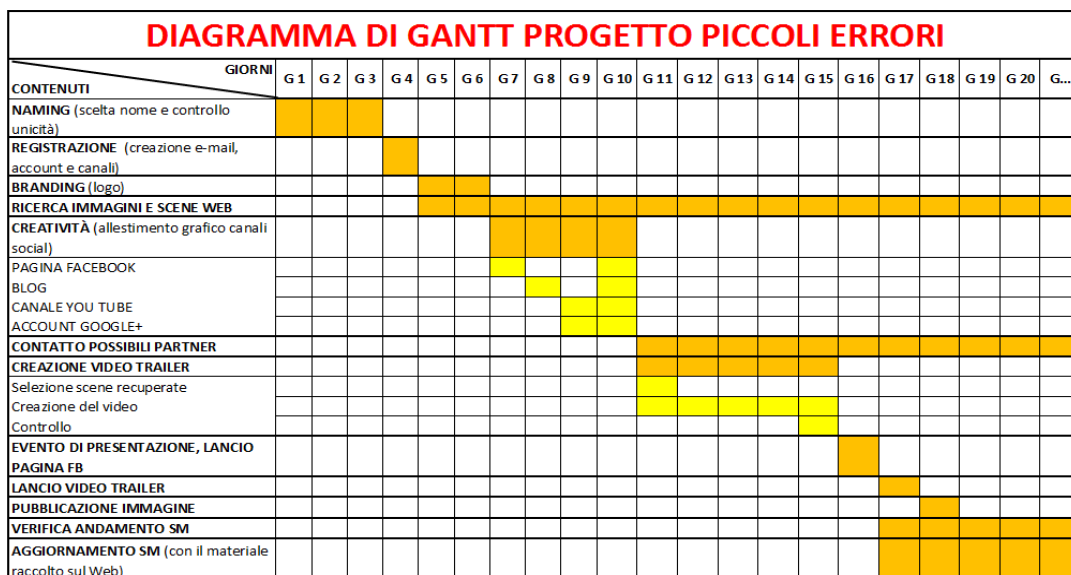 DIAGRAMMA DI GANTT PROGETTO PICCOLI ERRORI
GIORNI
CONTENUTI
G 1 G 2 G 3 G 4 G 5 G 6 G 7 G 8 G 9 G 10 G 11 G 12 G 13 G 14 G 15 G 16 G 17 G 18 G 19 G 20 G...
NAMING (scelta nome e controllo
unicità)
REGISTRAZIONE (creazione e-mail,
account e canali)
BRANDING (logo)
RICERCA IMMAGINI E SCENE WEB
CREATIVITÀ (allestimento grafico canali
social)
PAGINA FACEBOOK
BLOG
CANALE YOU TUBE
ACCOUNT GOOGLE+
CONTATTO POSSIBILI PARTNER
CREAZIONE VIDEO TRAILER
Selezione scene recuperate
Creazione del video
Controllo
EVENTO DI PRESENTAZIONE, LANCIO
PAGINA FB
LANCIO VIDEO TRAILER
PUBBLICAZIONE IMMAGINE
VERIFICA ANDAMENTO SM
AGGIORNAMENTO SM (con il materiale
raccolto sul Web)